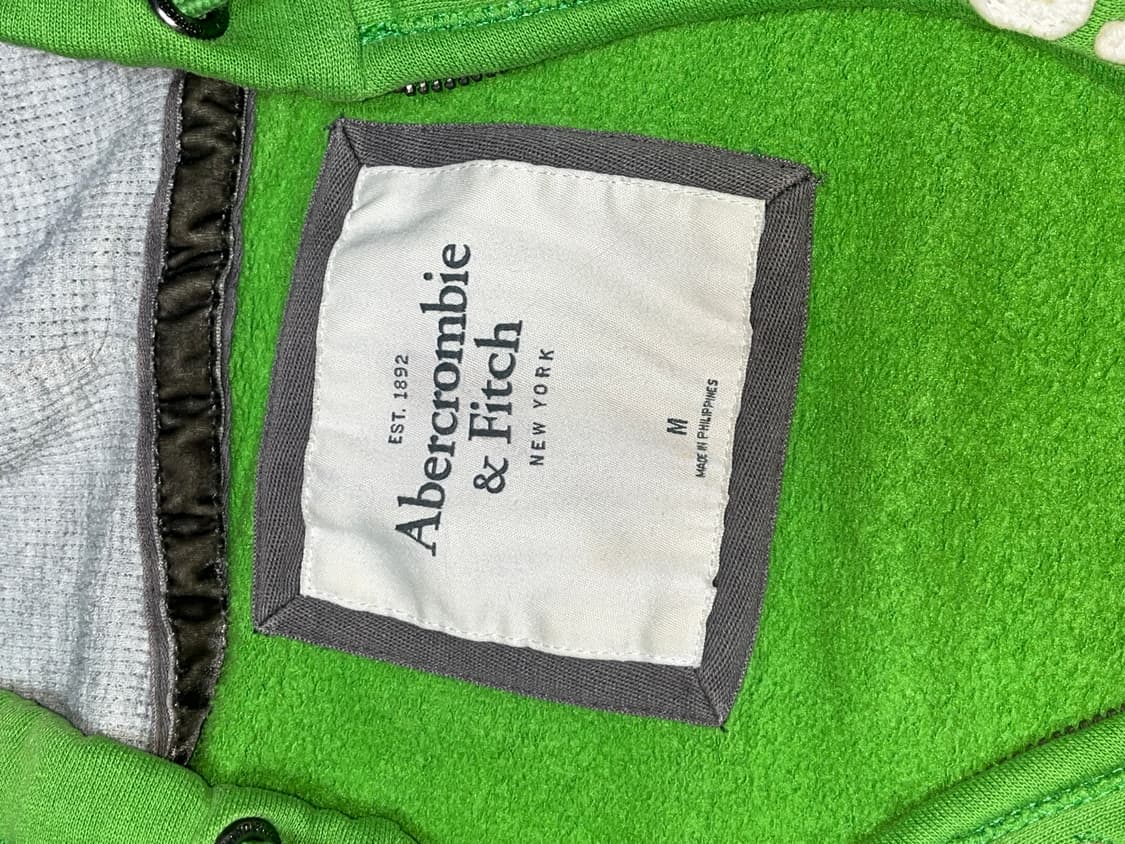 EST. 1892
Abercrombie
& Fitch
NEW YORK
M
MADE IN PHILIPPINES